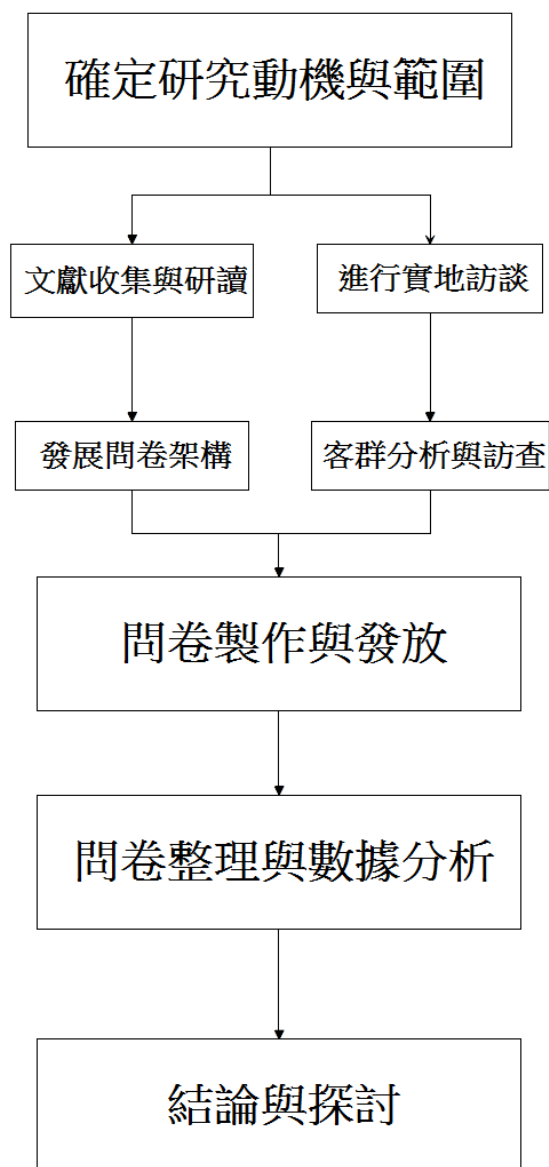 確定研究動機與範圍
文獻收集與研讀
進行實地訪談
發展問卷架構
客群分析與訪查
問卷製作與發放
問卷整理與數據分析
結論與探討